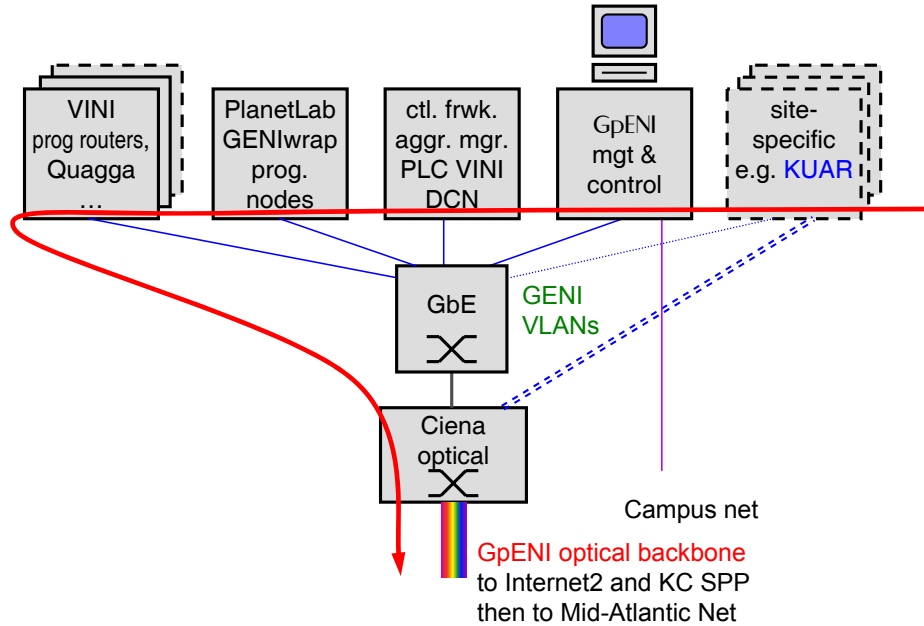 VINI
prog routers,
Quagga
…
PlanetLab
GENIwrap
prog.
nodes
ctl. frwk.
aggr. mgr.
PLC VINI
DCN
GpENI
mgt &
control
site-
specific
e.g. KUAR
GbE
GENI
VLANs
Ciena
optical
Campus net
GpENI optical backbone
to Internet2 and KC SPP
then to Mid-Atlantic Net